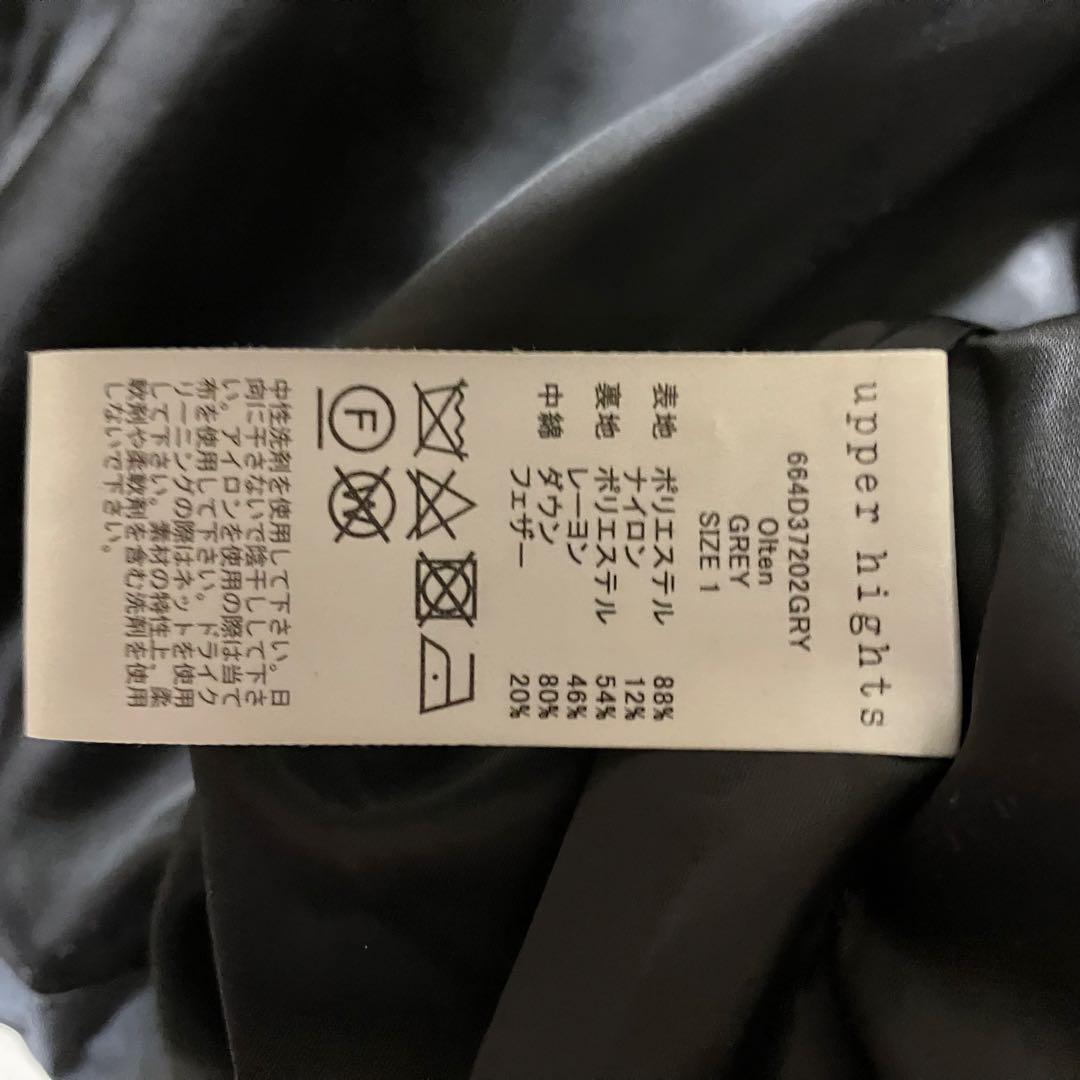 upper hights
664D37202GRY
Olten
GREY
SIZE 1
表地 ポリエステル 88%
ナイロン 12%
裏地 ポリエステル 54%
レーヨン 46%
中綿 ダウン 80%
フェザー 20%
F W
中性洗剤を使用して下さい。日
向に干さないで陰干しして下さ
い。アイロンを使用の際は当て
布を使用して下さい。ドライク
リーニングの際はネットを使用
して下さい。素材の特性上、柔
軟剤や柔軟剤を含む洗剤を使用
しないで下さい。